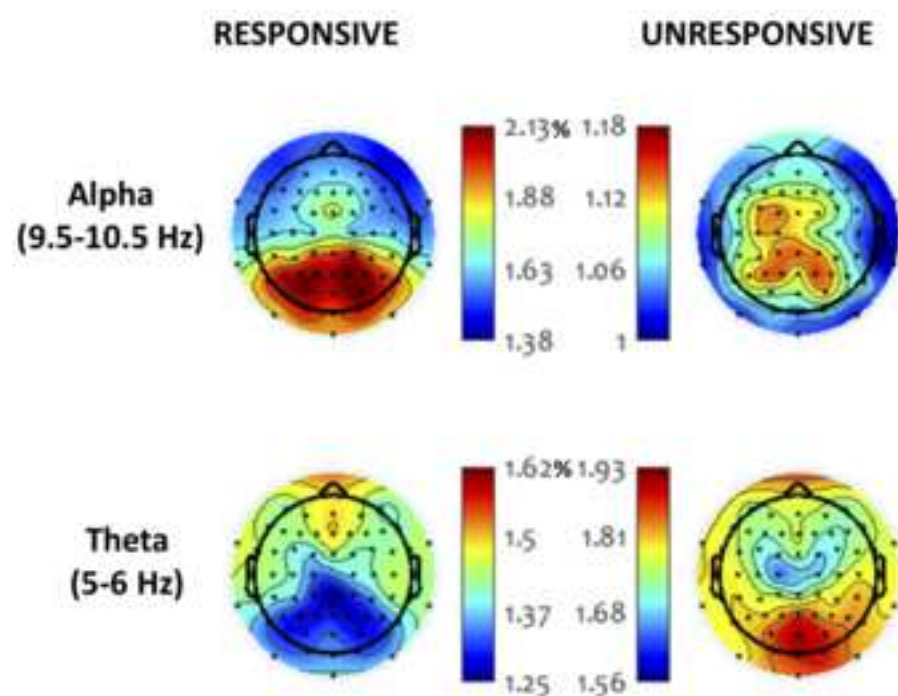 RESPONSIVE UNRESPONSIVE
Alpha
(9.5-10.5 Hz)
2.13% 1.18
1.88 1.12
1.63 1.06
1.38 1
Theta
(5-6 Hz)
1.62% 1.93
1.5 1.81
1.37 1.68
1.25 1.56